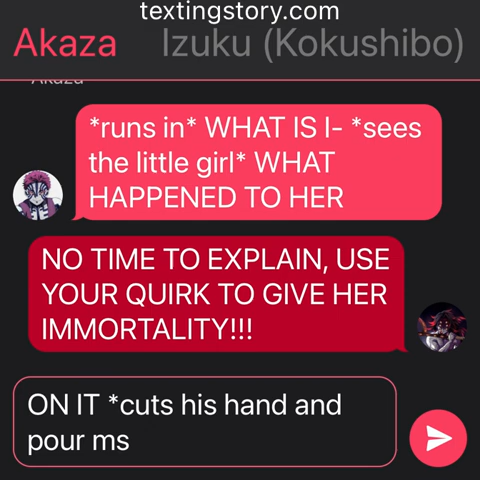 textingstory.com
Akaza Izuku (Kokushibo)
Akaza
*runs in* WHAT IS I- *sees
the little girl* WHAT
HAPPENED TO HER
NO TIME TO EXPLAIN, USE
YOUR QUIRK TO GIVE HER
IMMORTALITY!!!
ON IT *cuts his hand and
pour ms